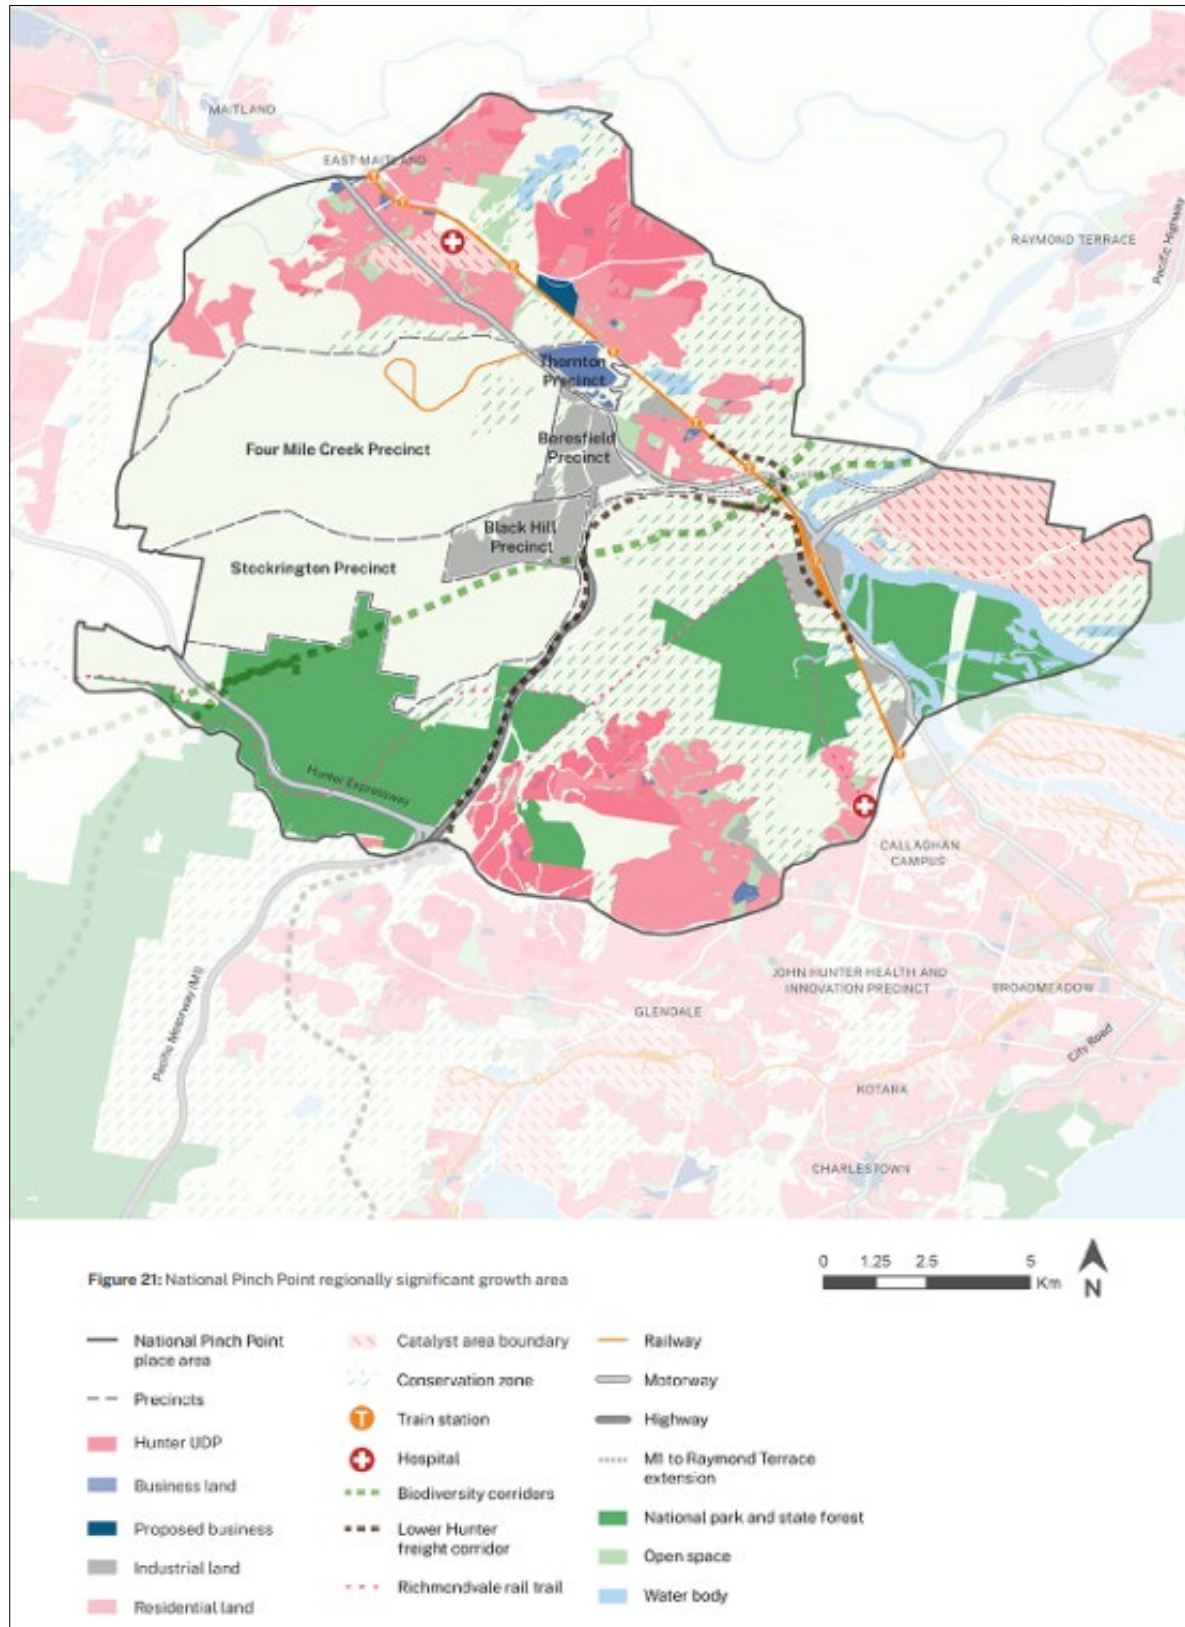 MAITLAND
EAST MAITLAND
RAYMOND TERRACE
Pacific Highway
Thornton
Precinct
Four Mile Creek Precinct
Beresfield
Precinct
Black Hill
Precinct
Stockrington Precinct
Hunter Expressway
CALLAGHAN
CAMPUS
Pacific Motorway (M1)
JOHN HUNTER HEALTH AND
INNOVATION PRECINCT
BROADMEADOW
GLENDALE
City Road
KOTARA
CHARLESTOWN
Figure 21: National Pinch Point regionally significant growth area
0 1.25 2.5 5
Km
N
National Pinch Point
place area
Precincts
Hunter UDP
Business land
Proposed business
Industrial land
Residential land
Catalyst area boundary
Conservation zone
T Train station
Hospital
Biodiversity corridors
Lower Hunter
freight corridor
Richmondvale rail trail
Railway
Motorway
Highway
M1 to Raymond Terrace
extension
National park and state forest
Open space
Water body